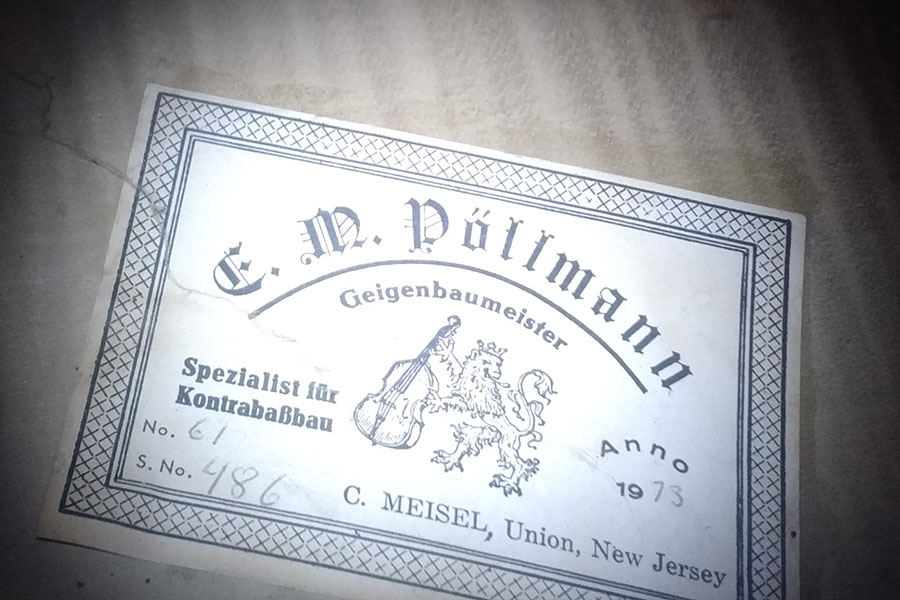 E. M. Pöllmann
Geigenbaumeister
Spezialist für
Kontrabaßbau
No. 61
S. No. 486
Anno
1973
C. MEISEL, Union, New Jersey